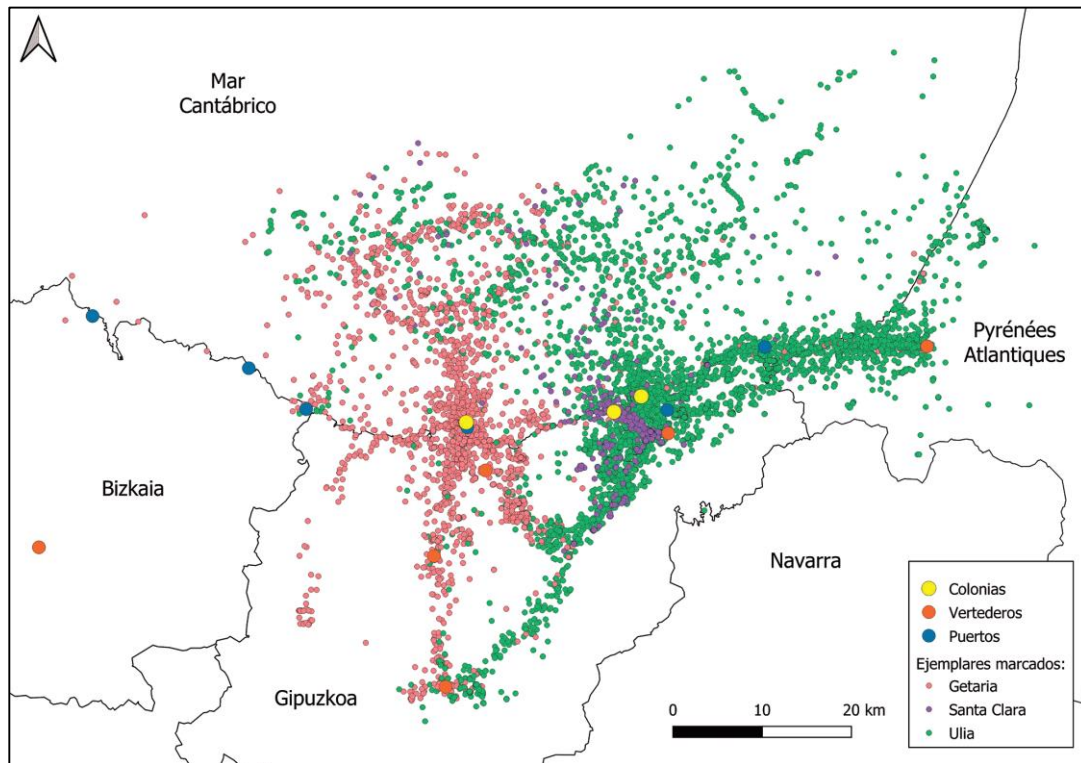 Mar
Cantábrico
Pyrénées
Atlantiques
Bizkaia
Navarra
Gipuzkoa
0 10 20 km
Colonias
Vertederos
Puertos
Ejemplares marcados:
Getaria
Santa Clara
Ulia